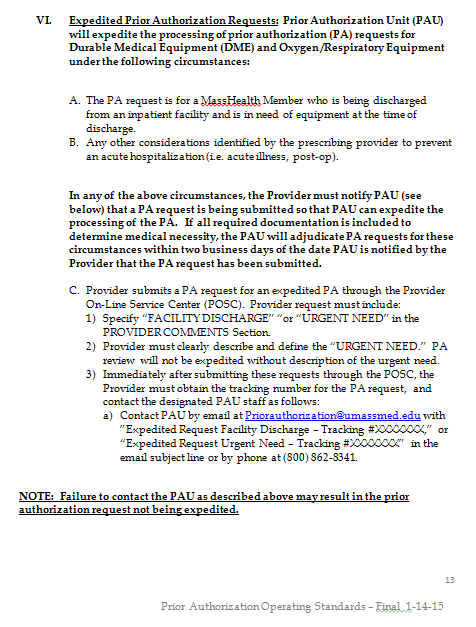 VI. Expedited Prior Authorization Requests: Prior Authorization Unit (PAU)
will expedite the processing of prior authorization (PA) requests for
Durable Medical Equipment (DME) and Oxygen/Respiratory Equipment
under the following circumstances:
A. The PA request is for a MassHealth Member who is being discharged
from an inpatient facility and is in need of equipment at the time of
discharge.
B. Any other considerations identified by the prescribing provider to prevent
an acute hospitalization (i.e. acute illness, post-op).
In any of the above circumstances, the Provider must notify PAU (see
below) that a PA request is being submitted so that PAU can expedite the
processing of the PA. If all required documentation is included to
determine medical necessity, the PAU will adjudicate PA requests for these
circumstances within two business days of the date PAU is notified by the
Provider that the PA request has been submitted.
C. Provider submits a PA request for an expedited PA through the Provider
On-Line Service Center (POSC). Provider request must include:
1) Specify "FACILITY DISCHARGE" "or "URGENT NEED" in the
PROVIDER COMMENTS Section.
2) Provider must clearly describe and define the "URGENT NEED." PA
review will not be expedited without description of the urgent need.
3) Immediately after submitting these requests through the POSC, the
Provider must obtain the tracking number for the PA request, and
contact the designated PAU staff as follows:
a) Contact PAU by email at Priorauthorization@umassmed.edu with
"Expedited Request Facility Discharge – Tracking #XXXXXXX," or
"Expedited Request Urgent Need – Tracking #XXXXXXX" in the
email subject line or by phone at (800) 862-8341.
NOTE: Failure to contact the PAU as described above may result in the prior
authorization request not being expedited.
13
Prior Authorization Operating Standards – Final 1-14-15